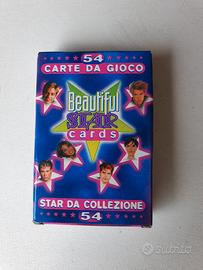 54
CARTE DA GIOCO
Beautiful
STAR
cards
STAR DA COLLEZIONE
54
subito